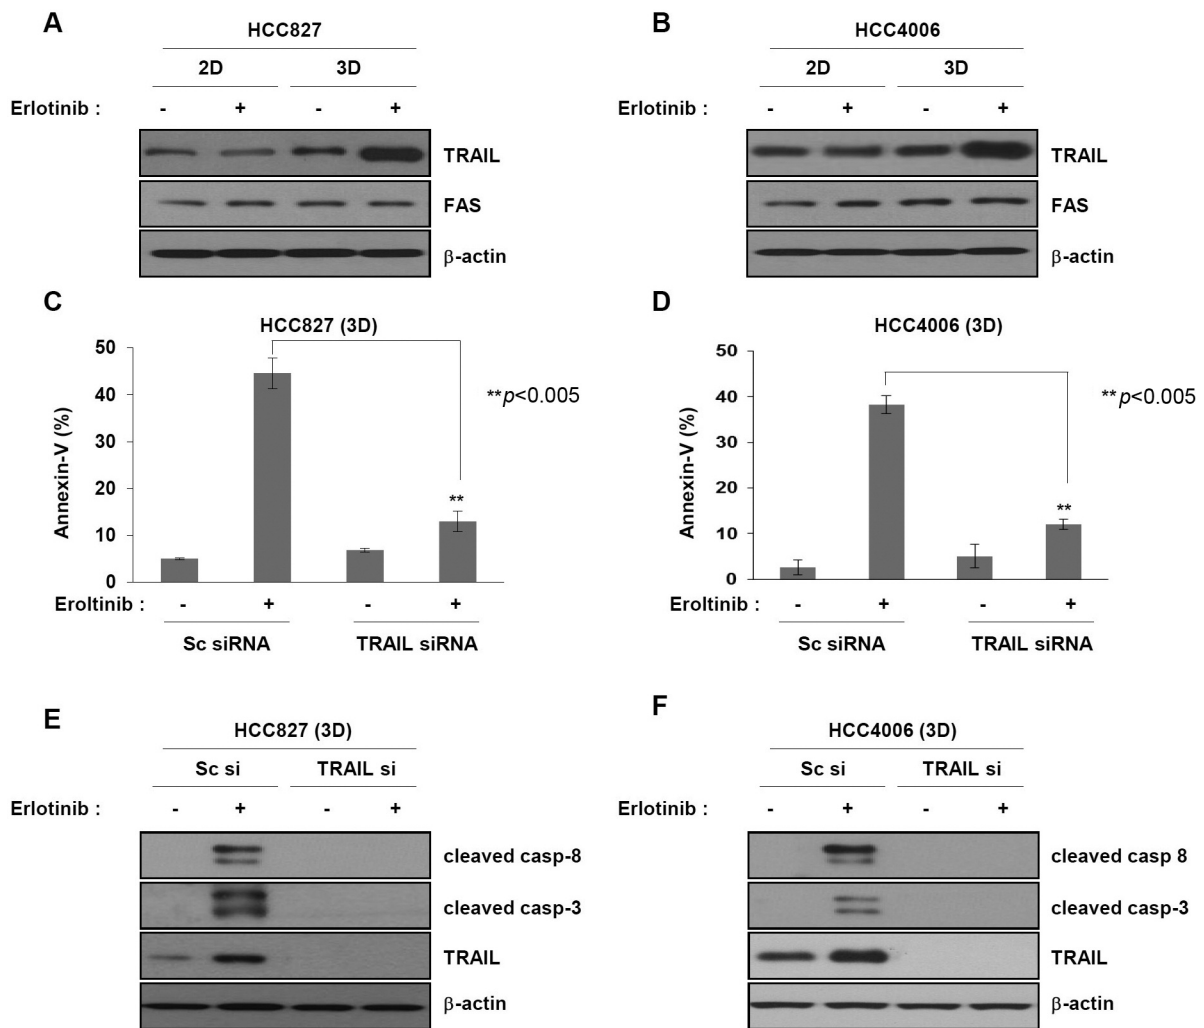 A
HCC827
2D 3D
Erlotinib : - + - +
TRAIL
FAS
β-actin
B
HCC4006
2D 3D
Erlotinib : - + - +
TRAIL
FAS
β-actin
C
HCC827 (3D)
Annexin-V (%)
50
40
30
20
10
0
**
**p<0.005
Eroltinib : - + - +
Sc siRNA TRAIL siRNA
D
HCC4006 (3D)
Annexin-V (%)
50
40
30
20
10
0
**
**p<0.005
Eroltinib : - + - +
Sc siRNA TRAIL siRNA
E
HCC827 (3D)
Sc si TRAIL si
Erlotinib : - + - +
cleaved casp-8
cleaved casp-3
TRAIL
β-actin
F
HCC4006 (3D)
Sc si TRAIL si
Erlotinib : - + - +
cleaved casp 8
cleaved casp-3
TRAIL
β-actin